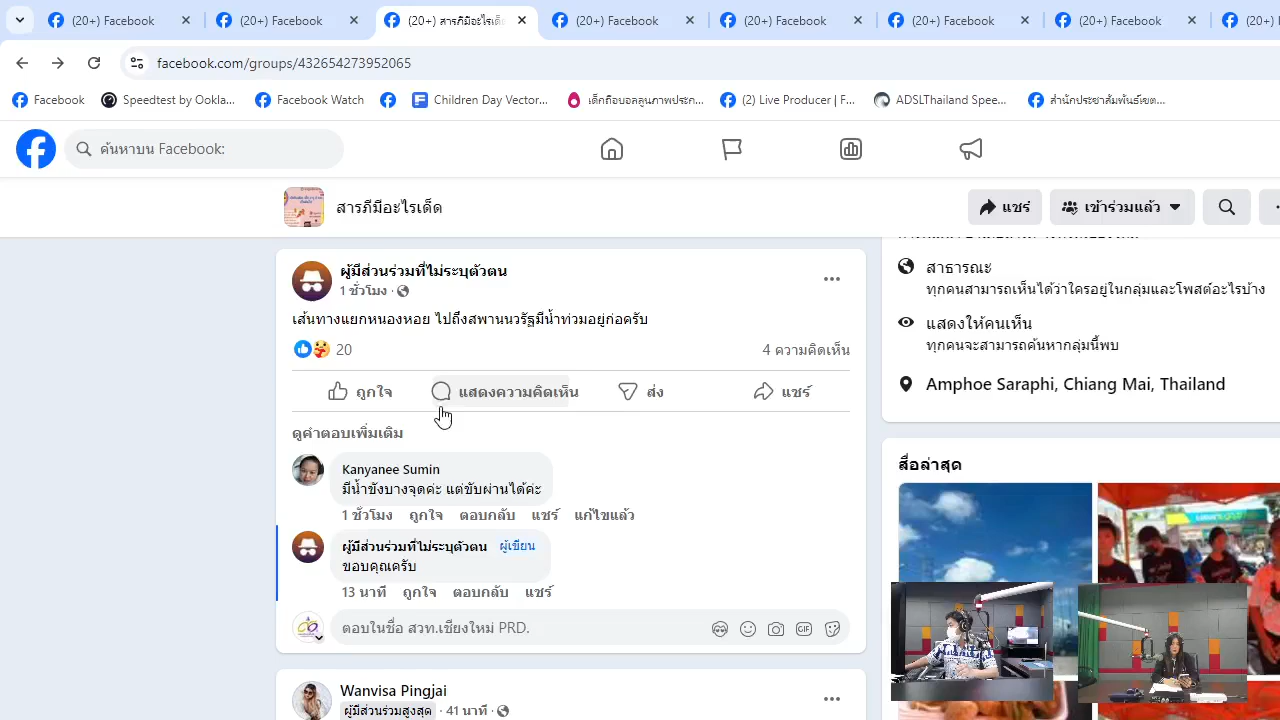 (20+) Facebook
(20+) Facebook
(20+) สารภีมีอะไรเด็ด
(20+) Facebook
(20+) Facebook
(20+) Facebook
(20+) Facebook
(20+)
facebook.com/groups/432654273952065
Facebook
Speedtest by Ookla...
Facebook Watch
Children Day Vector...
เด็กถือบอลลูนภาพประก...
(2) Live Producer | F...
ADSLThailand Spee...
สำนักประชาสัมพันธ์เขต...
ค้นหาบน Facebook:
สารภีมีอะไรเด็ด
แชร์
เข้าร่วมแล้ว
ผู้มีส่วนร่วมที่ไม่ระบุตัวตน
1 ชั่วโมง ·
เส้นทางแยกหนองหอย ไปถึงสพานนวรัฐมีน้ำท่วมอยู่ก่อครับ
20
4 ความคิดเห็น
ถูกใจ
แสดงความคิดเห็น
ส่ง
แชร์
ดูคำตอบเพิ่มเติม
Kanyanee Sumin
มีน้ำขังบางจุดค่ะ แต่ขับผ่านได้ค่ะ
1 ชั่วโมง ถูกใจ ตอบกลับ แชร์ แก้ไขแล้ว
ผู้มีส่วนร่วมที่ไม่ระบุตัวตน ผู้เขียน
ขอบคุณครับ
13 นาที ถูกใจ ตอบกลับ แชร์
ตอบในชื่อ สวท.เชียงใหม่ PRD.
GIF
Wanvisa Pingjai
ผู้มีส่วนร่วมสูงสุด · 41 นาที ·
สาธารณะ
ทุกคนสามารถเห็นได้ว่าใครอยู่ในกลุ่มและโพสต์อะไรบ้าง
แสดงให้คนเห็น
ทุกคนจะสามารถค้นหากลุ่มนี้พบ
Amphoe Saraphi, Chiang Mai, Thailand
สื่อล่าสุด